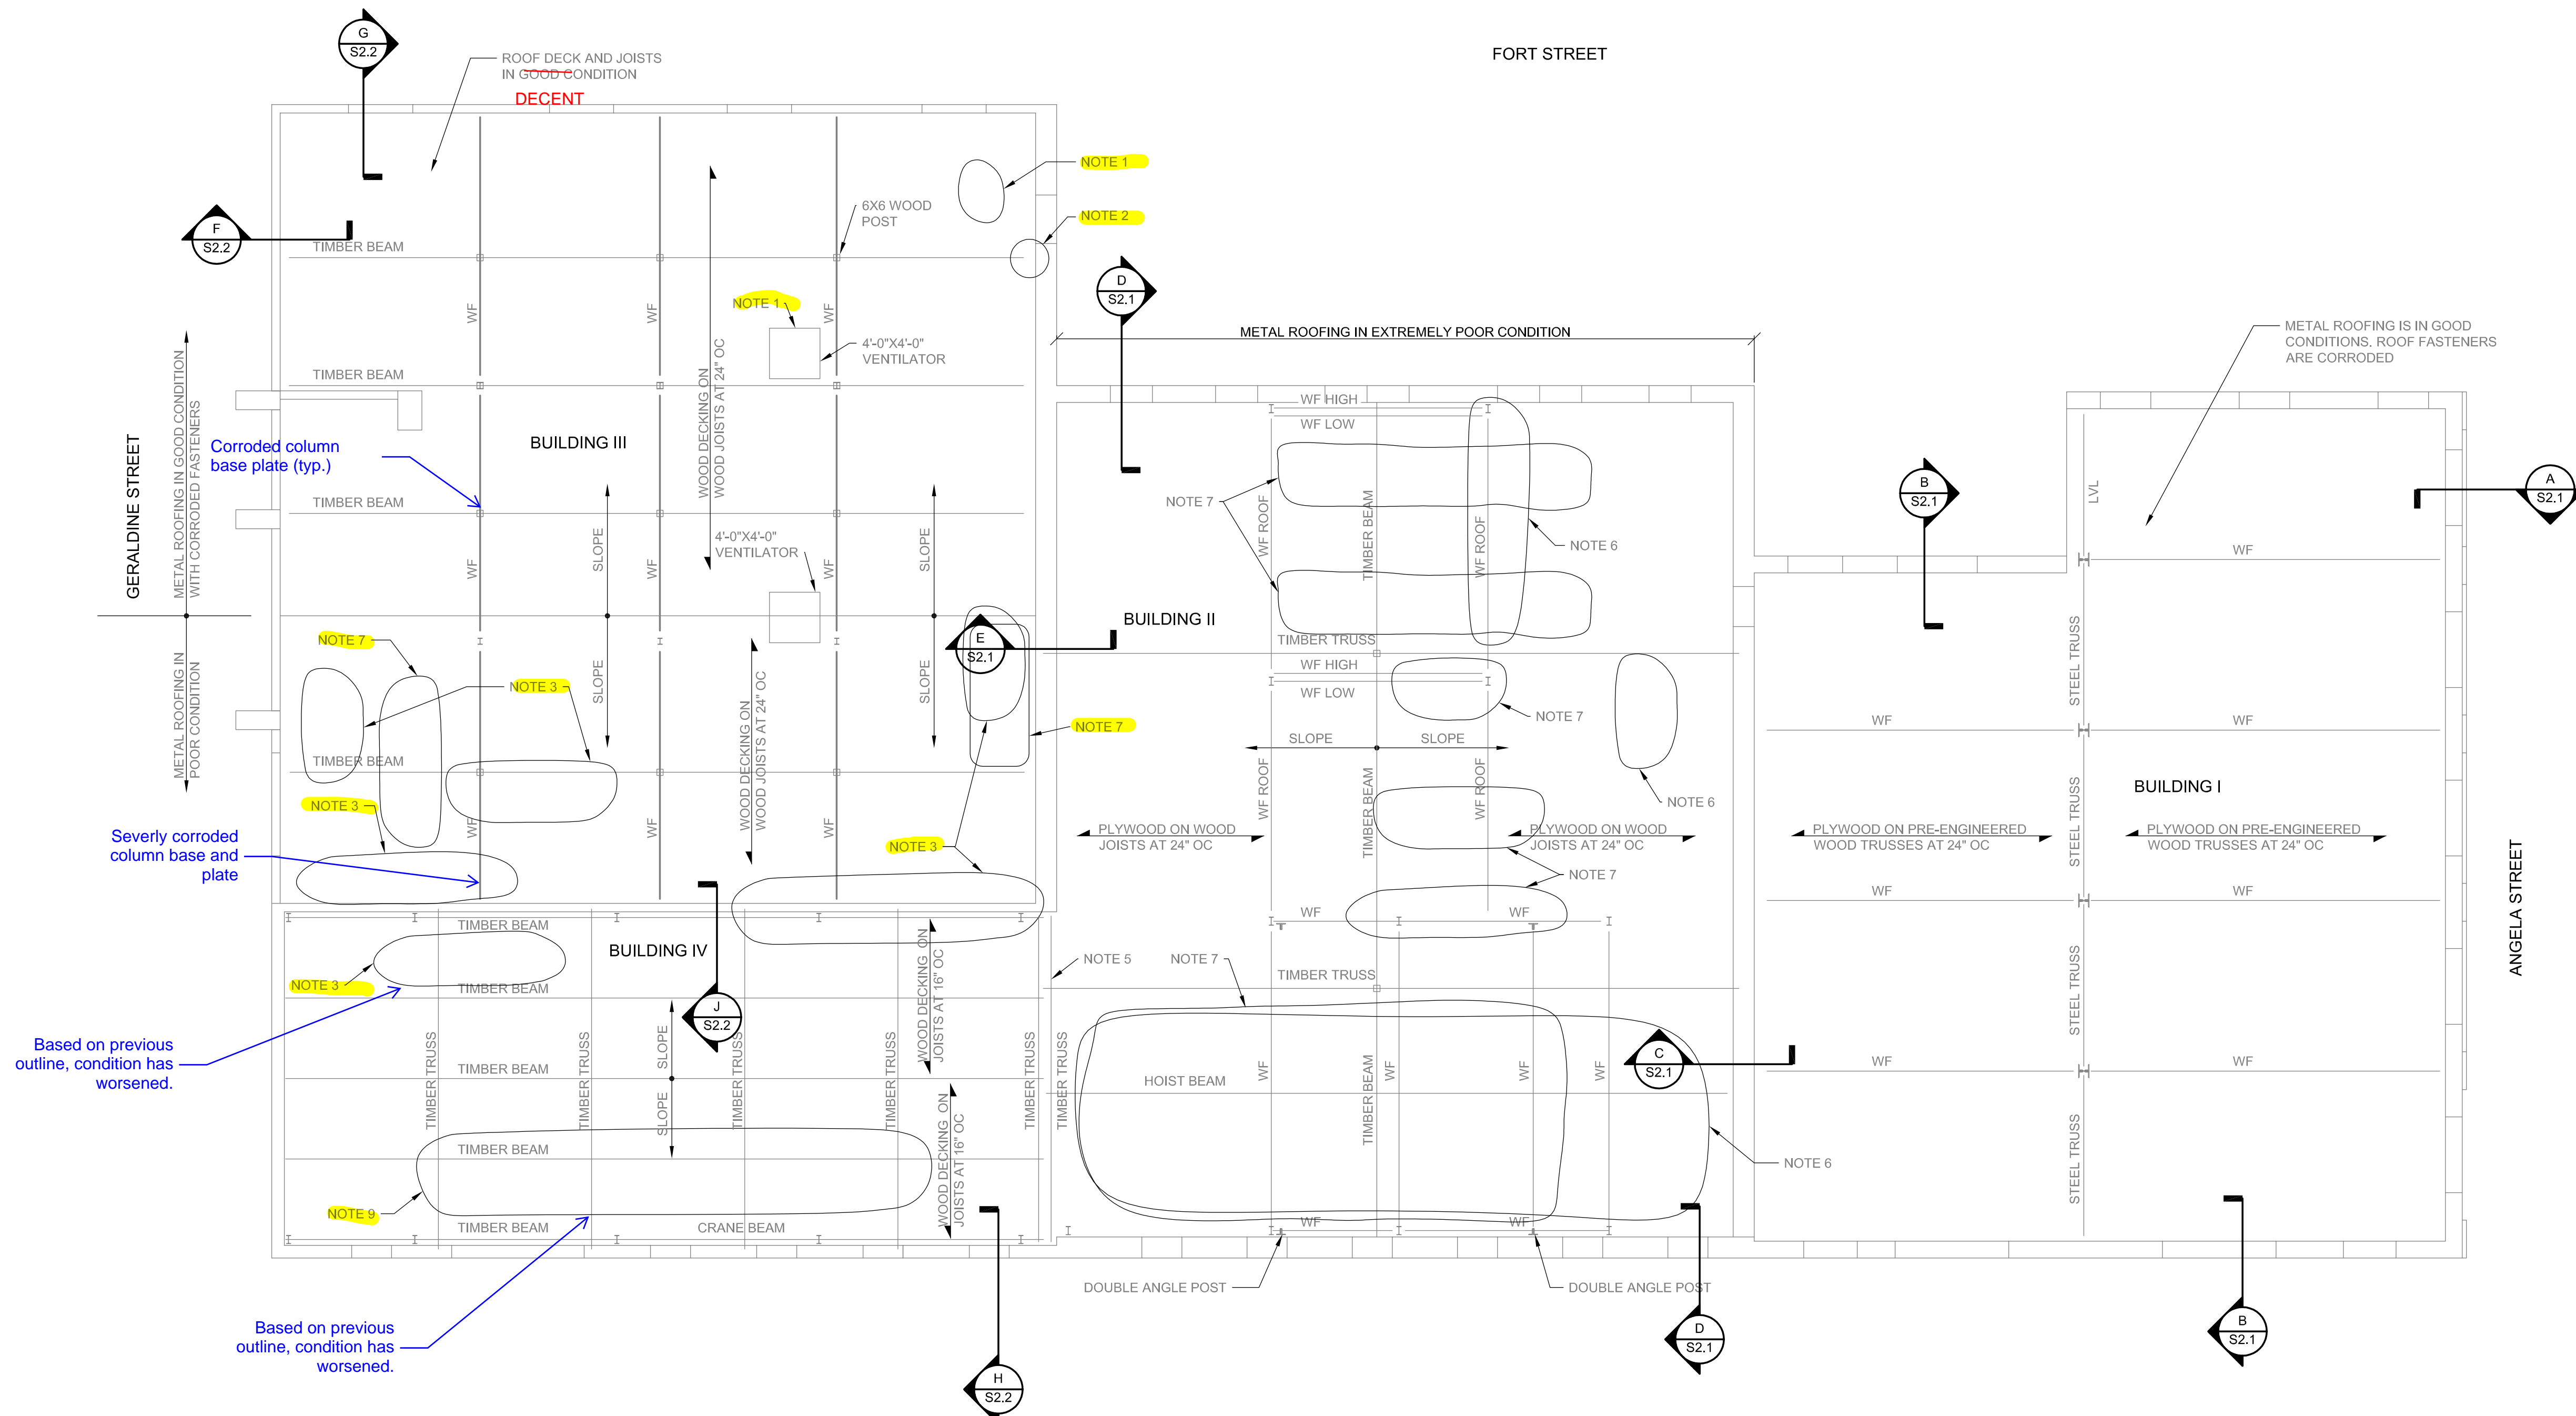 G
S2.2
ROOF DECK AND JOISTS
IN GOOD CONDITION
DECENT
FORT STREET
NOTE 1
NOTE 2
6X6 WOOD
POST
F
S2.2
TIMBER BEAM
WF
WF
WF
NOTE 1
4'-0"X4'-0"
VENTILATOR
D
S2.1
METAL ROOFING IN EXTREMELY POOR CONDITION
METAL ROOFING IS IN GOOD
CONDITIONS. ROOF FASTENERS
ARE CORRODED
TIMBER BEAM
WOOD DECKING ON
WOOD JOISTS AT 24" OC
METAL ROOFING IN GOOD CONDITION
WITH CORRODED FASTENERS
GERALDINE STREET
Corroded column
base plate (typ.)
BUILDING III
WF HIGH
WF LOW
NOTE 7
WF ROOF
TIMBER BEAM
WF ROOF
NOTE 6
B
S2.1
LVL
A
S2.1
TIMBER BEAM
4'-0"X4'-0"
VENTILATOR
WF
SLOPE
WF
WF
SLOPE
WF
BUILDING II
NOTE 7
NOTE 3
METAL ROOFING IN
POOR CONDITION
SLOPE
SLOPE
E
S2.1
NOTE 7
TIMBER TRUSS
WF HIGH
WF LOW
NOTE 7
STEEL TRUSS
WF
WF
SLOPE
SLOPE
TIMBER BEAM
WOOD DECKING ON
WOOD JOISTS AT 24" OC
WF ROOF
TIMBER BEAM
WF ROOF
NOTE 6
BUILDING I
STEEL TRUSS
NOTE 3
WF
WF
WF
NOTE 3
PLYWOOD ON WOOD
JOISTS AT 24" OC
PLYWOOD ON WOOD
JOISTS AT 24" OC
PLYWOOD ON PRE-ENGINEERED
WOOD TRUSSES AT 24" OC
PLYWOOD ON PRE-ENGINEERED
WOOD TRUSSES AT 24" OC
Severly corroded
column base and
plate
NOTE 7
WF
WF
ANGELA STREET
WF
WF
TIMBER BEAM
BUILDING IV
WOOD DECKING ON
JOISTS AT 16" OC
NOTE 5
NOTE 7
TIMBER TRUSS
NOTE 3
TIMBER BEAM
J
S2.2
STEEL TRUSS
Based on previous
outline, condition has
worsened.
TIMBER TRUSS
TIMBER TRUSS
SLOPE
TIMBER TRUSS
TIMBER TRUSS
TIMBER TRUSS
TIMBER TRUSS
TIMBER BEAM
HOIST BEAM
WF
TIMBER BEAM
WF
WF
WF
C
S2.1
WF
WF
SLOPE
TIMBER BEAM
WOOD DECKING ON
JOISTS AT 16" OC
NOTE 6
STEEL TRUSS
NOTE 9
TIMBER BEAM
CRANE BEAM
WF
WF
DOUBLE ANGLE POST
DOUBLE ANGLE POST
Based on previous
outline, condition has
worsened.
D
S2.1
B
S2.1
H
S2.2